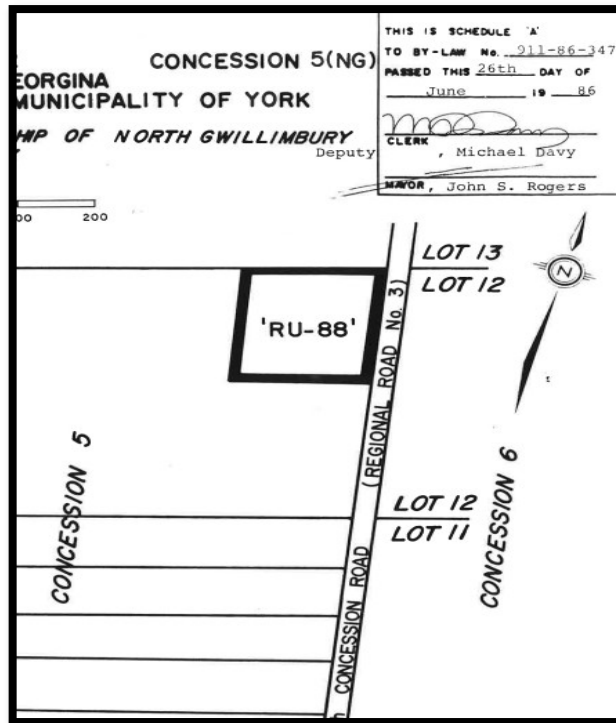 CONCESSION 5(NG)
EORGINA
MUNICIPALITY OF YORK
HIP OF NORTH GWILLIMBURY
00 200
THIS IS SCHEDULE 'A'
TO BY-LAW No. 911-86-347
PASSED THIS 26th DAY OF
June 19 86
CLERK
Deputy , Michael Davy
MAYOR, John S. Rogers
LOT 13
LOT 12
N
'RU-88'
(REGIONAL ROAD No. 3)
CONCESSION 5
CONCESSION 6
LOT 12
LOT 11
h CONCESSION ROAD